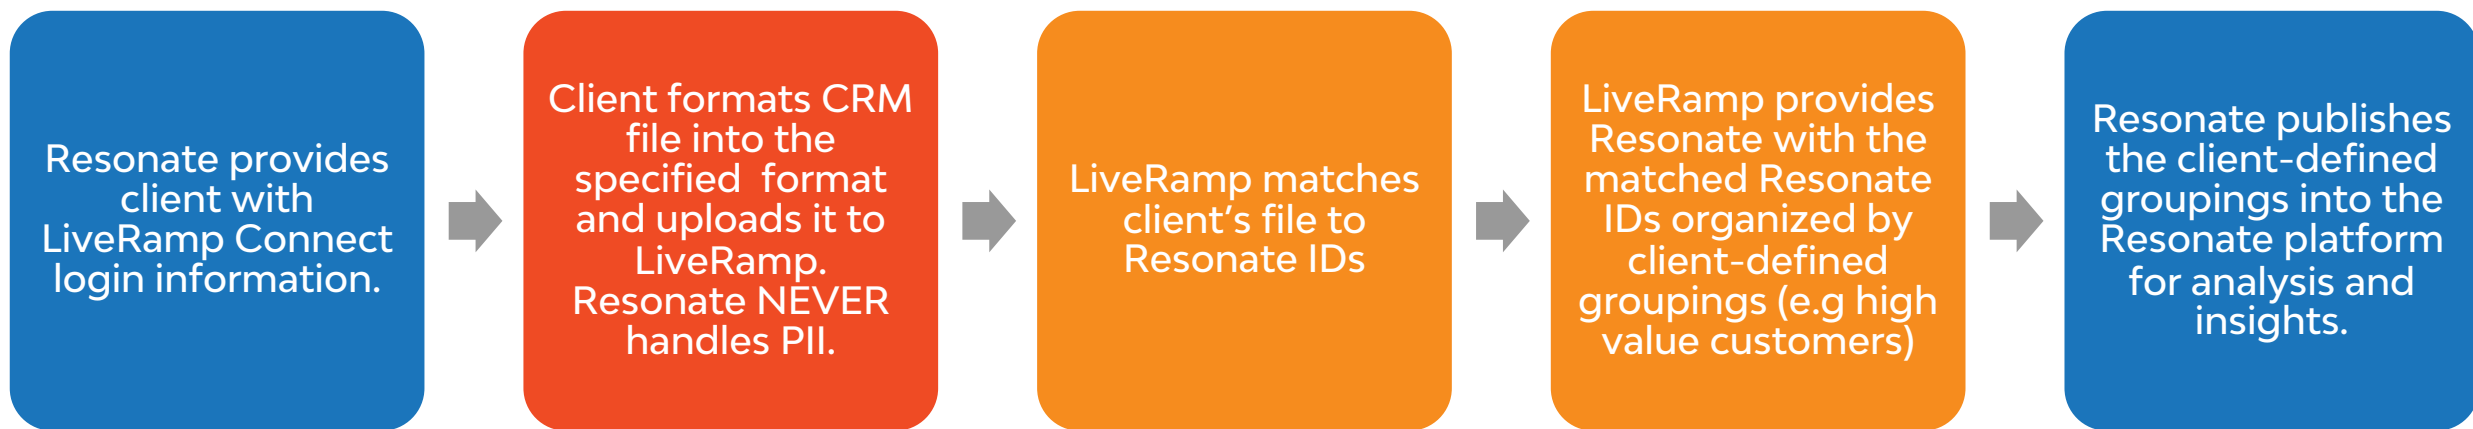 Resonate provides
client with
LiveRamp Connect
login information.
Client formats CRM
file into the
specified  format
and uploads it to
LiveRamp.
Resonate NEVER
handles PII.
LiveRamp matches
client’s file to
Resonate IDs
LiveRamp provides
Resonate with the
matched Resonate
IDs organized by
client-defined
groupings (e.g high
value customers)
Resonate publishes
the client-defined
groupings into the
Resonate platform
for analysis and
insights.